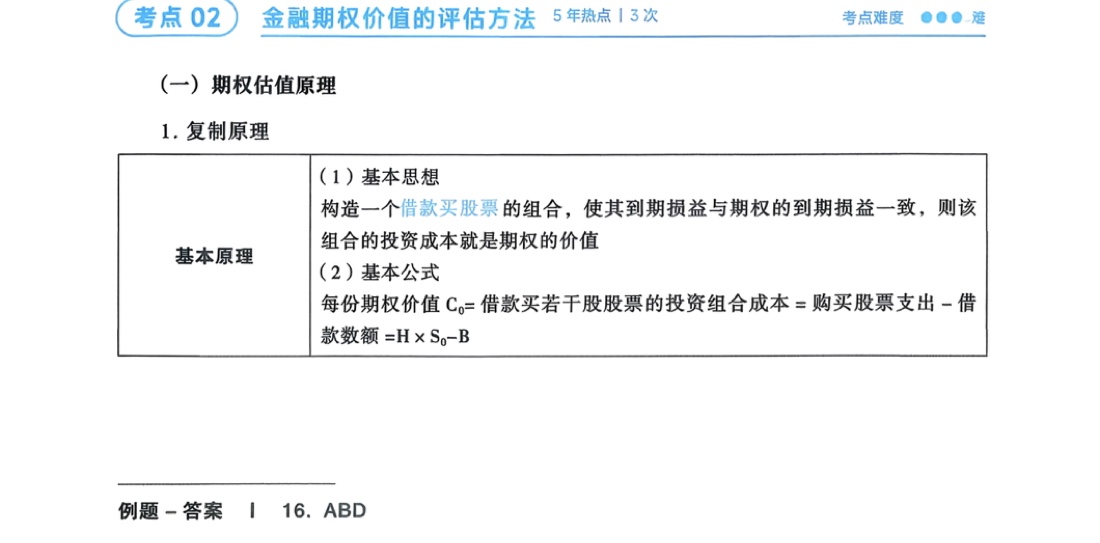 考点 02 金融期权价值的评估方法 5 年热点 | 3 次 考点难度 难
（一）期权估值原理
1. 复制原理
基本原理
（1）基本思想
构造一个借款买股票的组合，使其到期损益与期权的到期损益一致，则该
组合的投资成本就是期权的价值
（2）基本公式
每份期权价值 C₀= 借款买若干股股票的投资组合成本 = 购买股票支出 – 借
款数额 =H × S₀–B
例题 – 答案 | 16. ABD